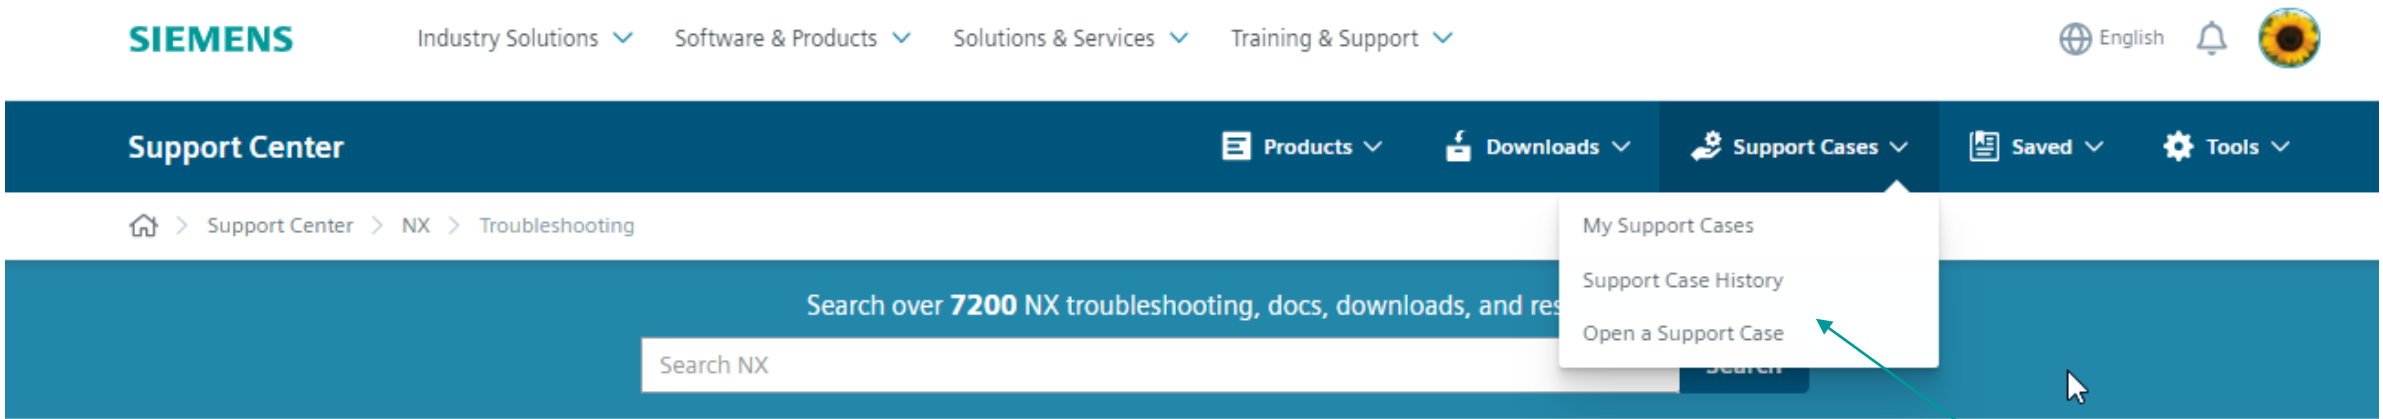 SIEMENS Industry Solutions Software & Products Solutions & Services Training & Support English
Support Center Products Downloads Support Cases Saved Tools
Support Center NX Troubleshooting
My Support Cases
Support Case History
Open a Support Case
Search over 7200 NX troubleshooting, docs, downloads, and res
Search NX
Search